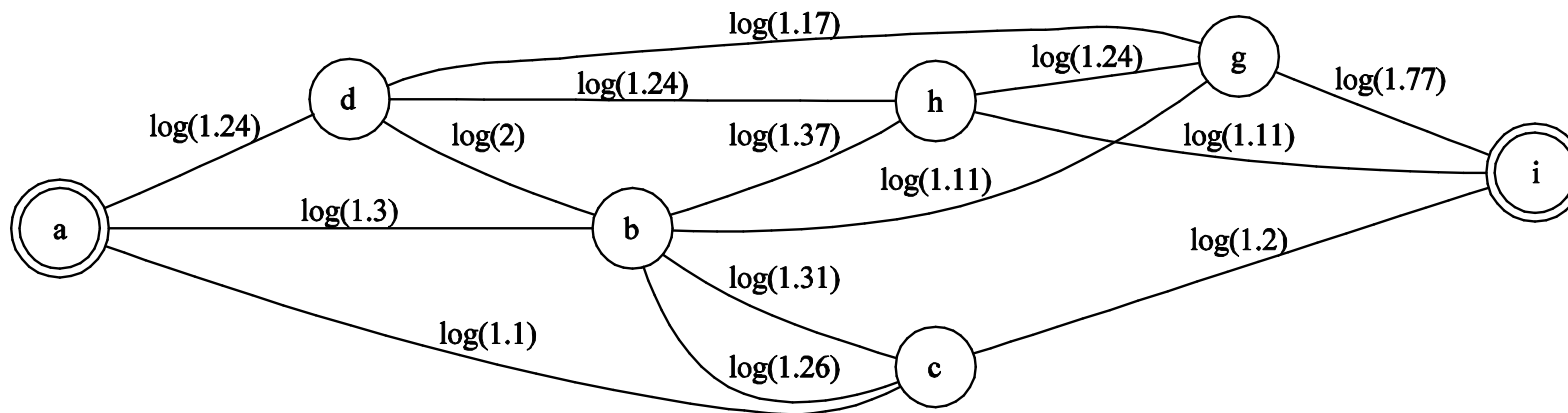 log(1.17)
g
log(1.24)
log(1.77)
d
log(1.24)
h
log(1.24)
log(2)
log(1.37)
log(1.11)
i
log(1.11)
a
log(1.3)
b
log(1.2)
log(1.31)
log(1.1)
log(1.26)
c